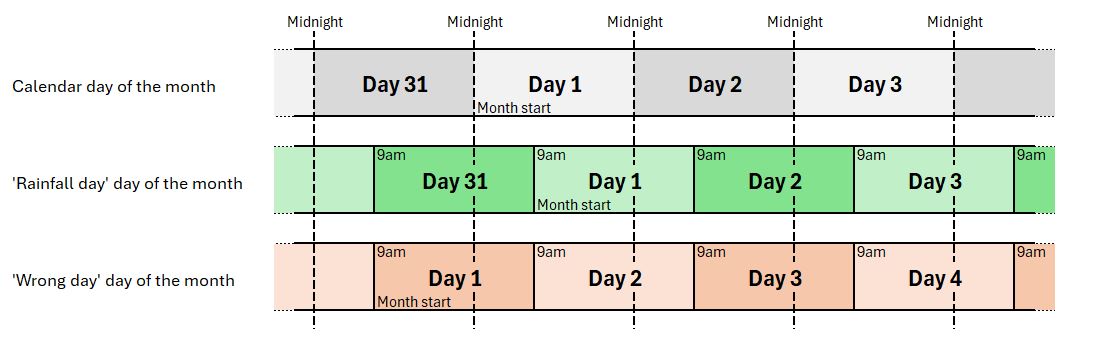 Midnight Midnight Midnight Midnight Midnight
Calendar day of the month Day 31 Day 1 Day 2 Day 3
Month start
9am 9am 9am 9am 9am
'Rainfall day' day of the month Day 31 Day 1 Day 2 Day 3
Month start
9am 9am 9am 9am 9am
'Wrong day' day of the month Day 1 Day 2 Day 3 Day 4
Month start